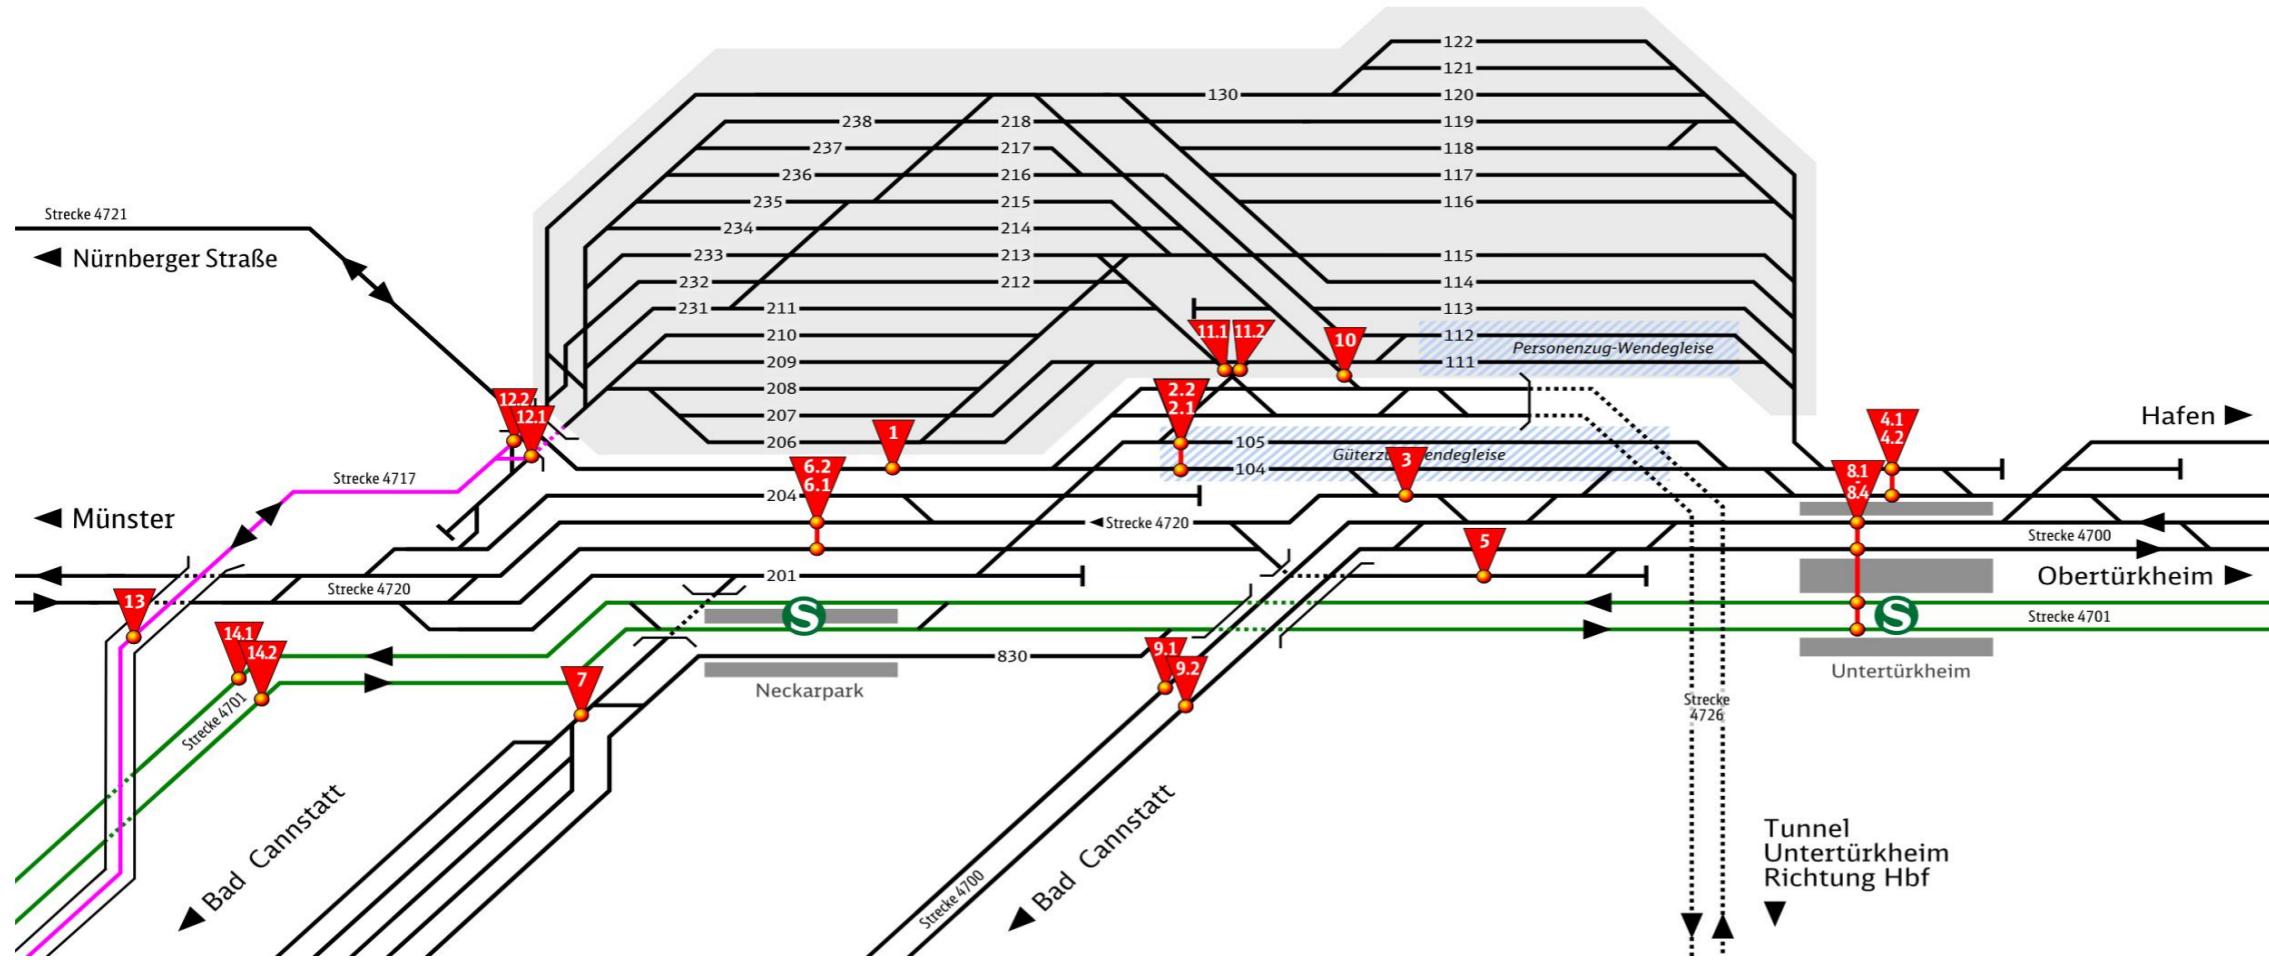 122
121
130
120
238
218
119
237
217
118
236
216
117
235
215
116
Strecke 4721
234
214
Nürnberger Straße
233
213
115
232
212
114
231
211
113
11.1
11.2
10
210
112
Personenzug-Wendegleise
209
111
208
12.2
12.1
2.2
2.1
207
4.1
4.2
Hafen
1
206
105
3
104
6.2
6.1
8.1
-
8.4
Strecke 4717
204
Münster
Strecke 4720
5
Strecke 4700
201
Obertürkheim
Strecke 4720
13
S
S
Strecke 4701
14.1
14.2
7
830
9.1
9.2
Neckarpark
Untertürkheim
Strecke 4701
Strecke
4726
Bad Cannstatt
Bad Cannstatt
Strecke 4700
Tunnel
Untertürkheim
Richtung Hbf